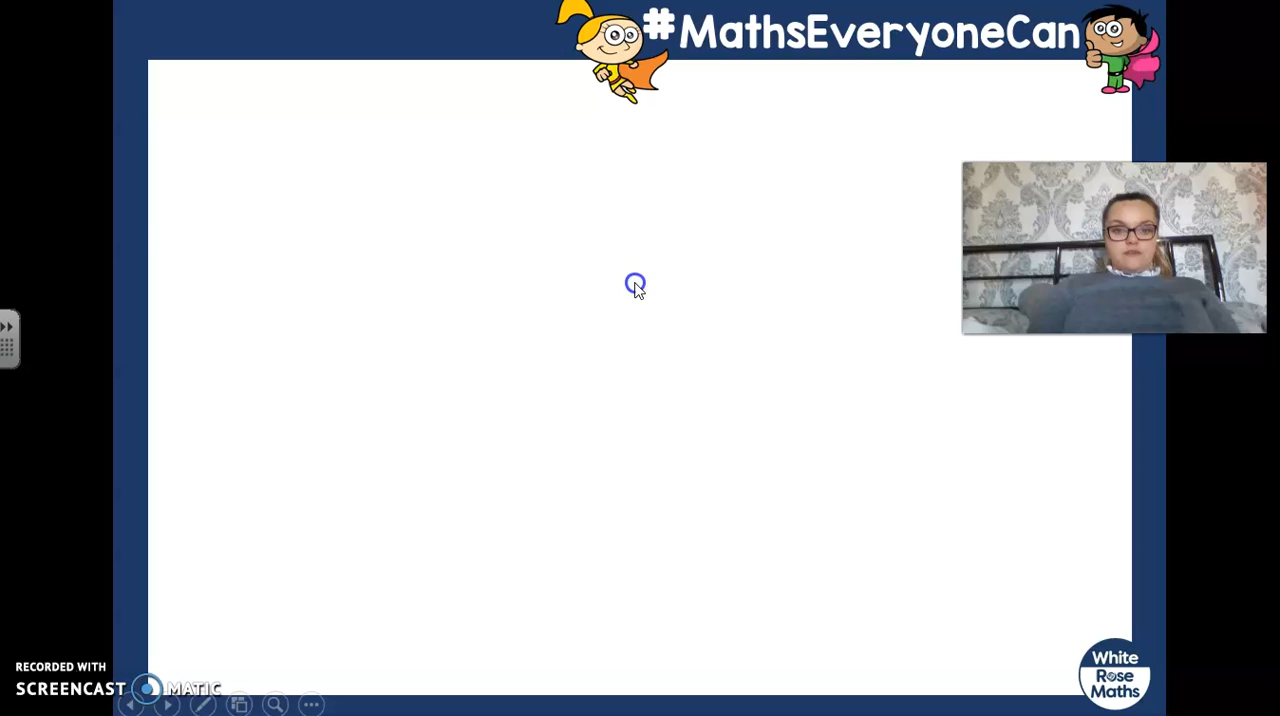 #MathsEveryoneCan
White
Rose
Maths
RECORDED WITH
SCREENCAST MATIC